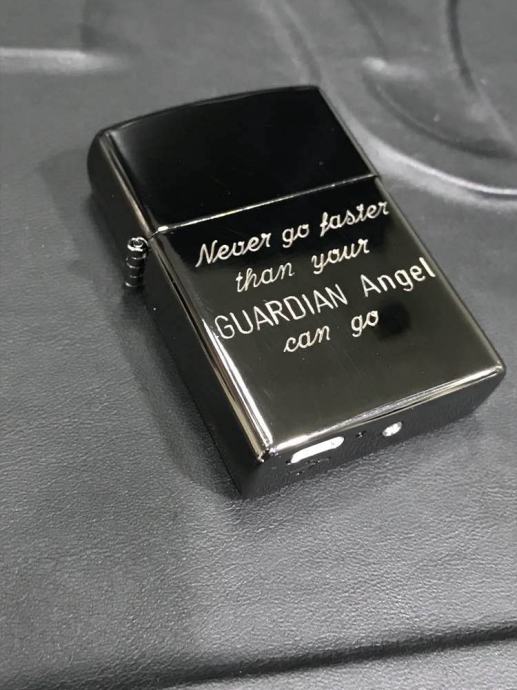 Never go faster
than your
GUARDIAN Angel
can go